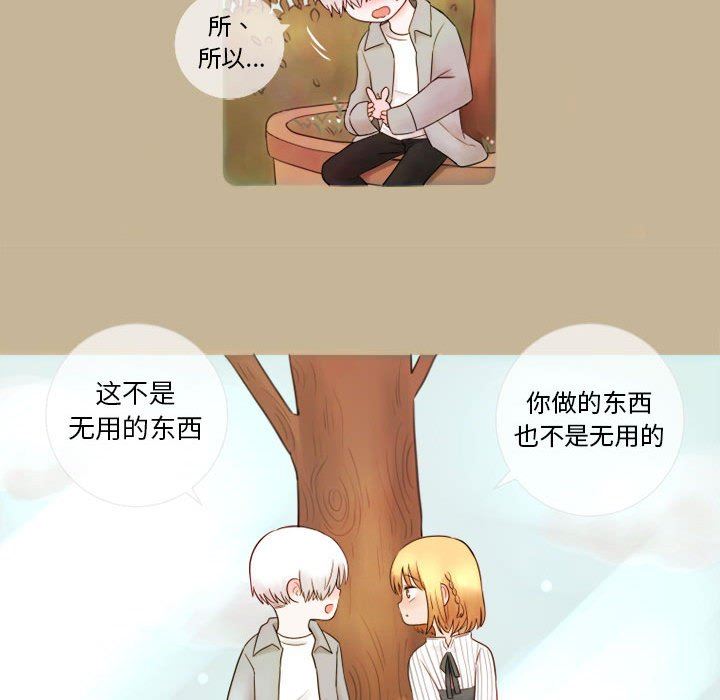 所、
所以...
这不是
无用的东西
你做的东西
也不是无用的